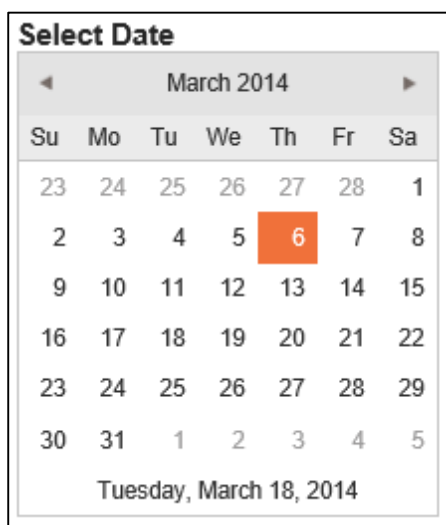 Select Date
March 2014
Su Mo Tu We Th Fr Sa
23 24 25 26 27 28 1
2 3 4 5 6 7 8
9 10 11 12 13 14 15
16 17 18 19 20 21 22
23 24 25 26 27 28 29
30 31 1 2 3 4 5
Tuesday, March 18, 2014